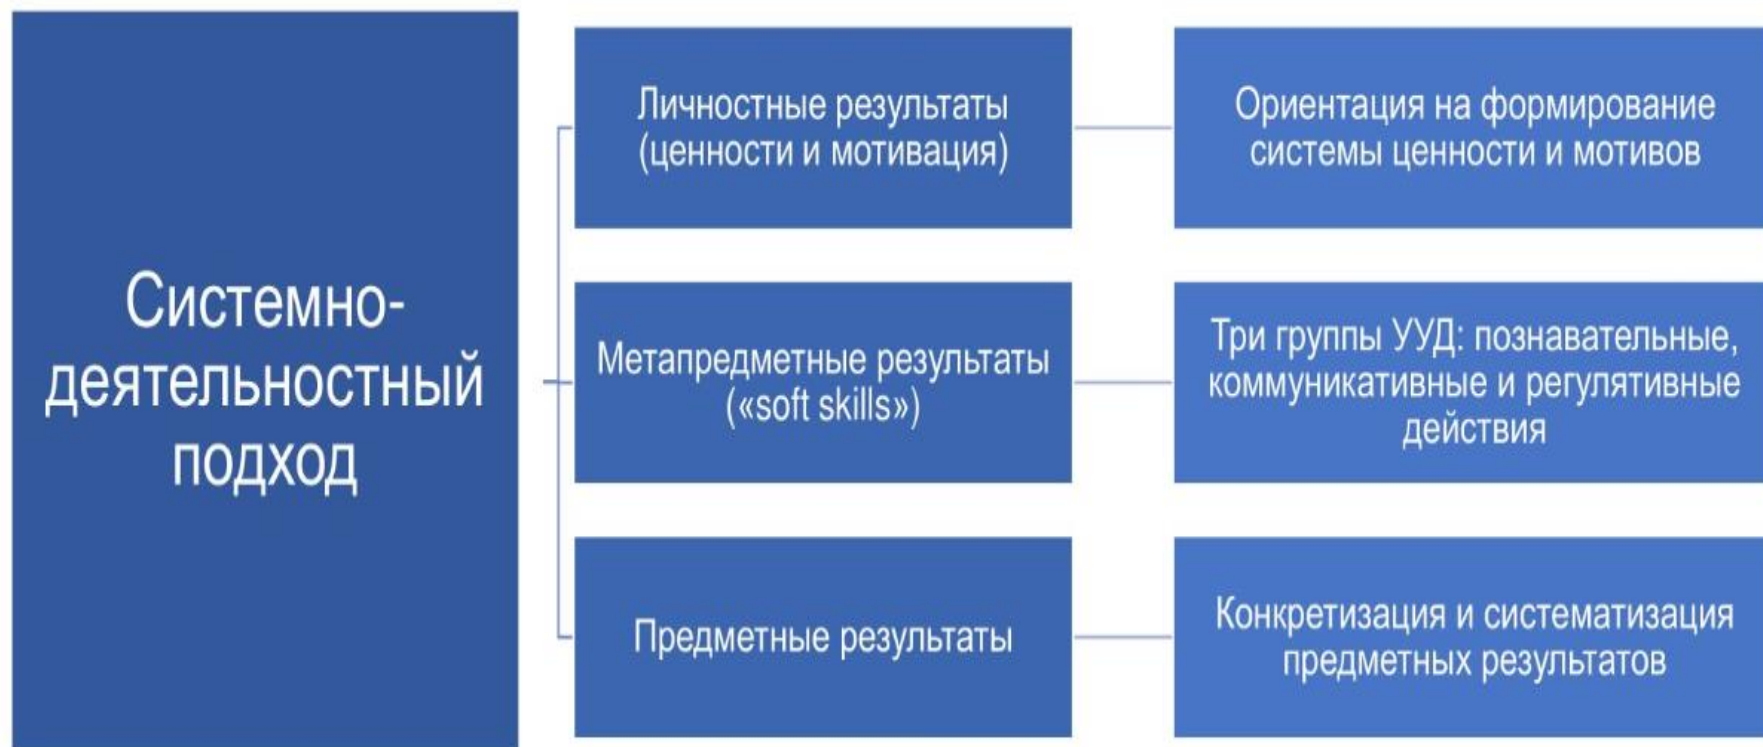 Системно-
деятельностный
подход
Личностные результаты
(ценности и мотивация)
Ориентация на формирование
системы ценности и мотивов
Метапредметные результаты
(«soft skills»)
Три группы УУД: познавательные,
коммуникативные и регулятивные
действия
Предметные результаты
Конкретизация и систематизация
предметных результатов